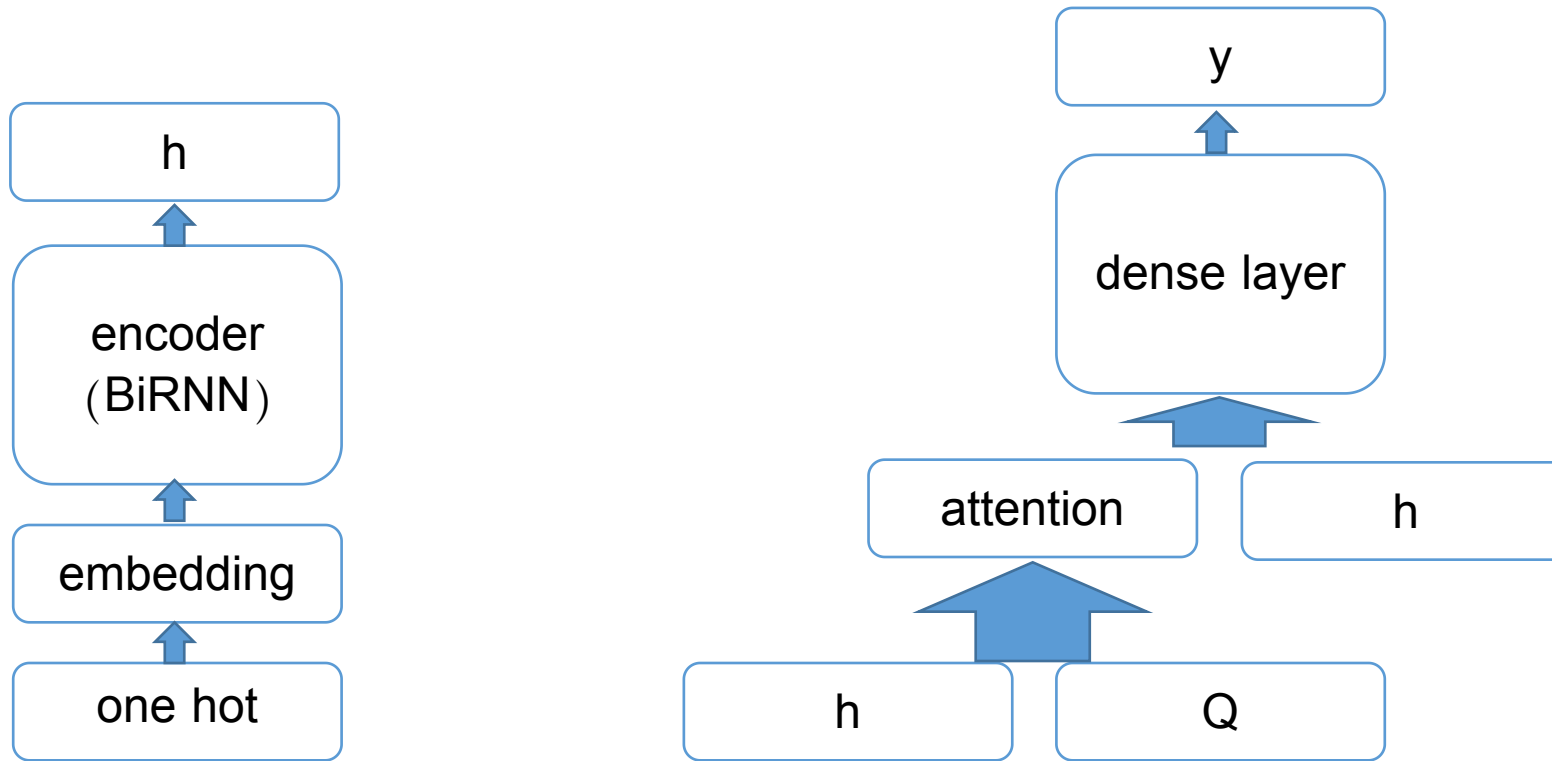 h
encoder
(BiRNN)
embedding
one hot
y
dense layer
attention
h
h
Q